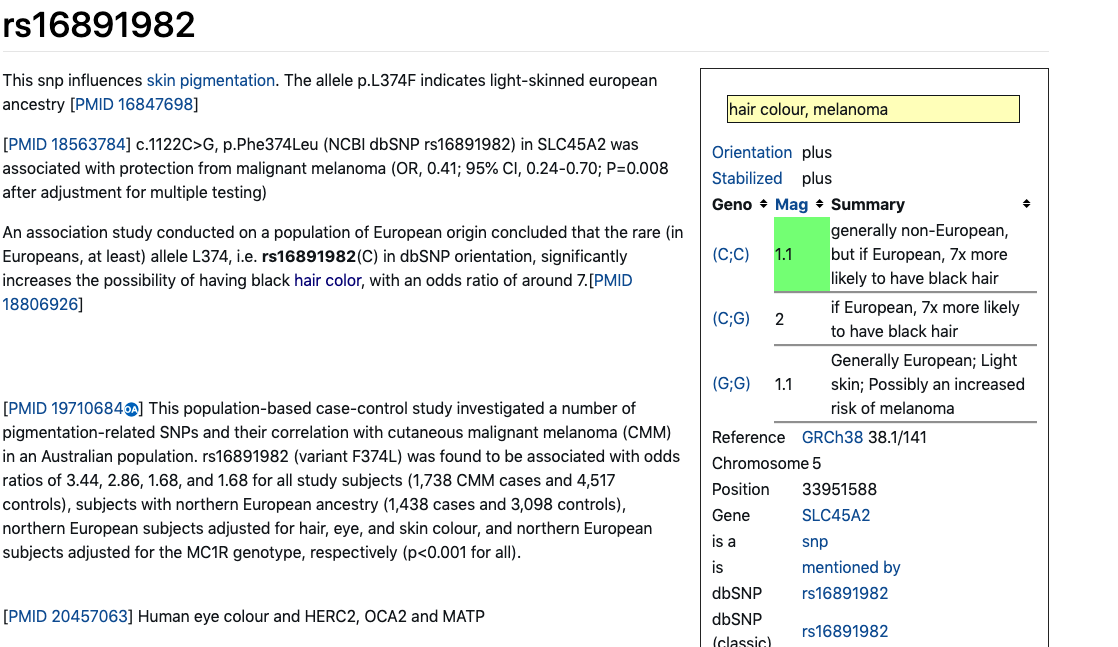 rs16891982
This snp influences skin pigmentation. The allele p.L374F indicates light-skinned european
ancestry [PMID 16847698]
[PMID 18563784] c.1122C>G, p.Phe374Leu (NCBI dbSNP rs16891982) in SLC45A2 was
associated with protection from malignant melanoma (OR, 0.41; 95% CI, 0.24-0.70; P=0.008
after adjustment for multiple testing)
An association study conducted on a population of European origin concluded that the rare (in
Europeans, at least) allele L374, i.e. rs16891982(C) in dbSNP orientation, significantly
increases the possibility of having black hair color, with an odds ratio of around 7.[PMID
18806926]
[PMID 19710684OA] This population-based case-control study investigated a number of
pigmentation-related SNPs and their correlation with cutaneous malignant melanoma (CMM)
in an Australian population. rs16891982 (variant F374L) was found to be associated with odds
ratios of 3.44, 2.86, 1.68, and 1.68 for all study subjects (1,738 CMM cases and 4,517
controls), subjects with northern European ancestry (1,438 cases and 3,098 controls),
northern European subjects adjusted for hair, eye, and skin colour, and northern European
subjects adjusted for the MC1R genotype, respectively (p<0.001 for all).
[PMID 20457063] Human eye colour and HERC2, OCA2 and MATP
hair colour, melanoma
Orientation plus
Stabilized plus
Geno Mag Summary
generally non-European,
(C;C) 1.1 but if European, 7x more
likely to have black hair
(C;G) 2 if European, 7x more likely
to have black hair
Generally European; Light
(G;G) 1.1 skin; Possibly an increased
risk of melanoma
Reference GRCh38 38.1/141
Chromosome 5
Position 33951588
Gene SLC45A2
is a snp
is mentioned by
dbSNP rs16891982
dbSNP
(classic) rs16891982